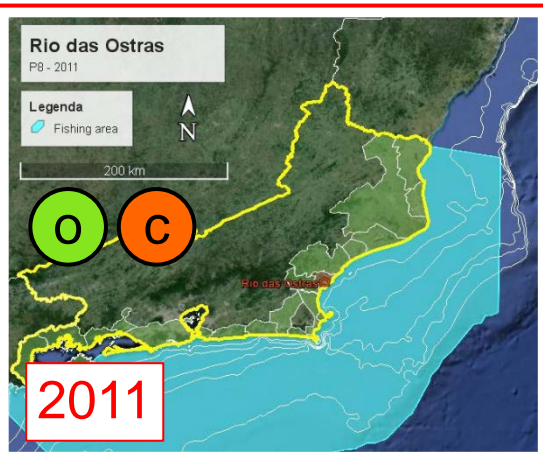 Rio das Ostras
P8 - 2011
Legenda
Fishing area
N
200 km
O C
Rio das Ostras
2011